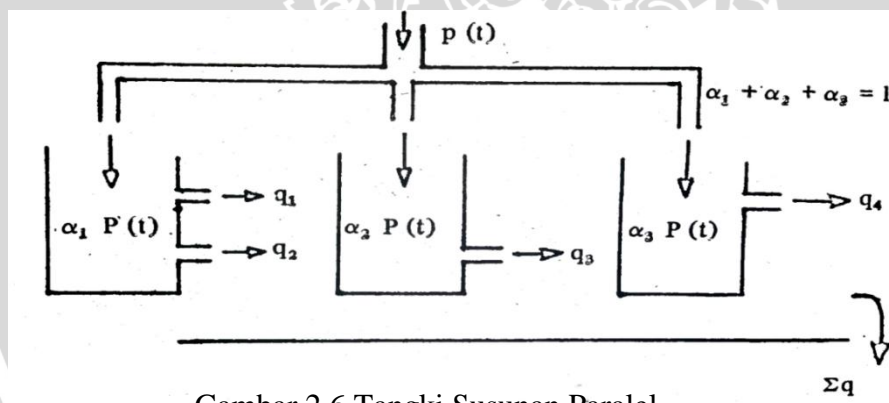 p (t)
α₁ + α₂ + α₃ = 1
α₁ P (t)
q₁
q₂
α₂ P (t)
q₃
α₃ P (t)
q₄
Σq
Gambar 2.6 Tangki Susunan Paralel